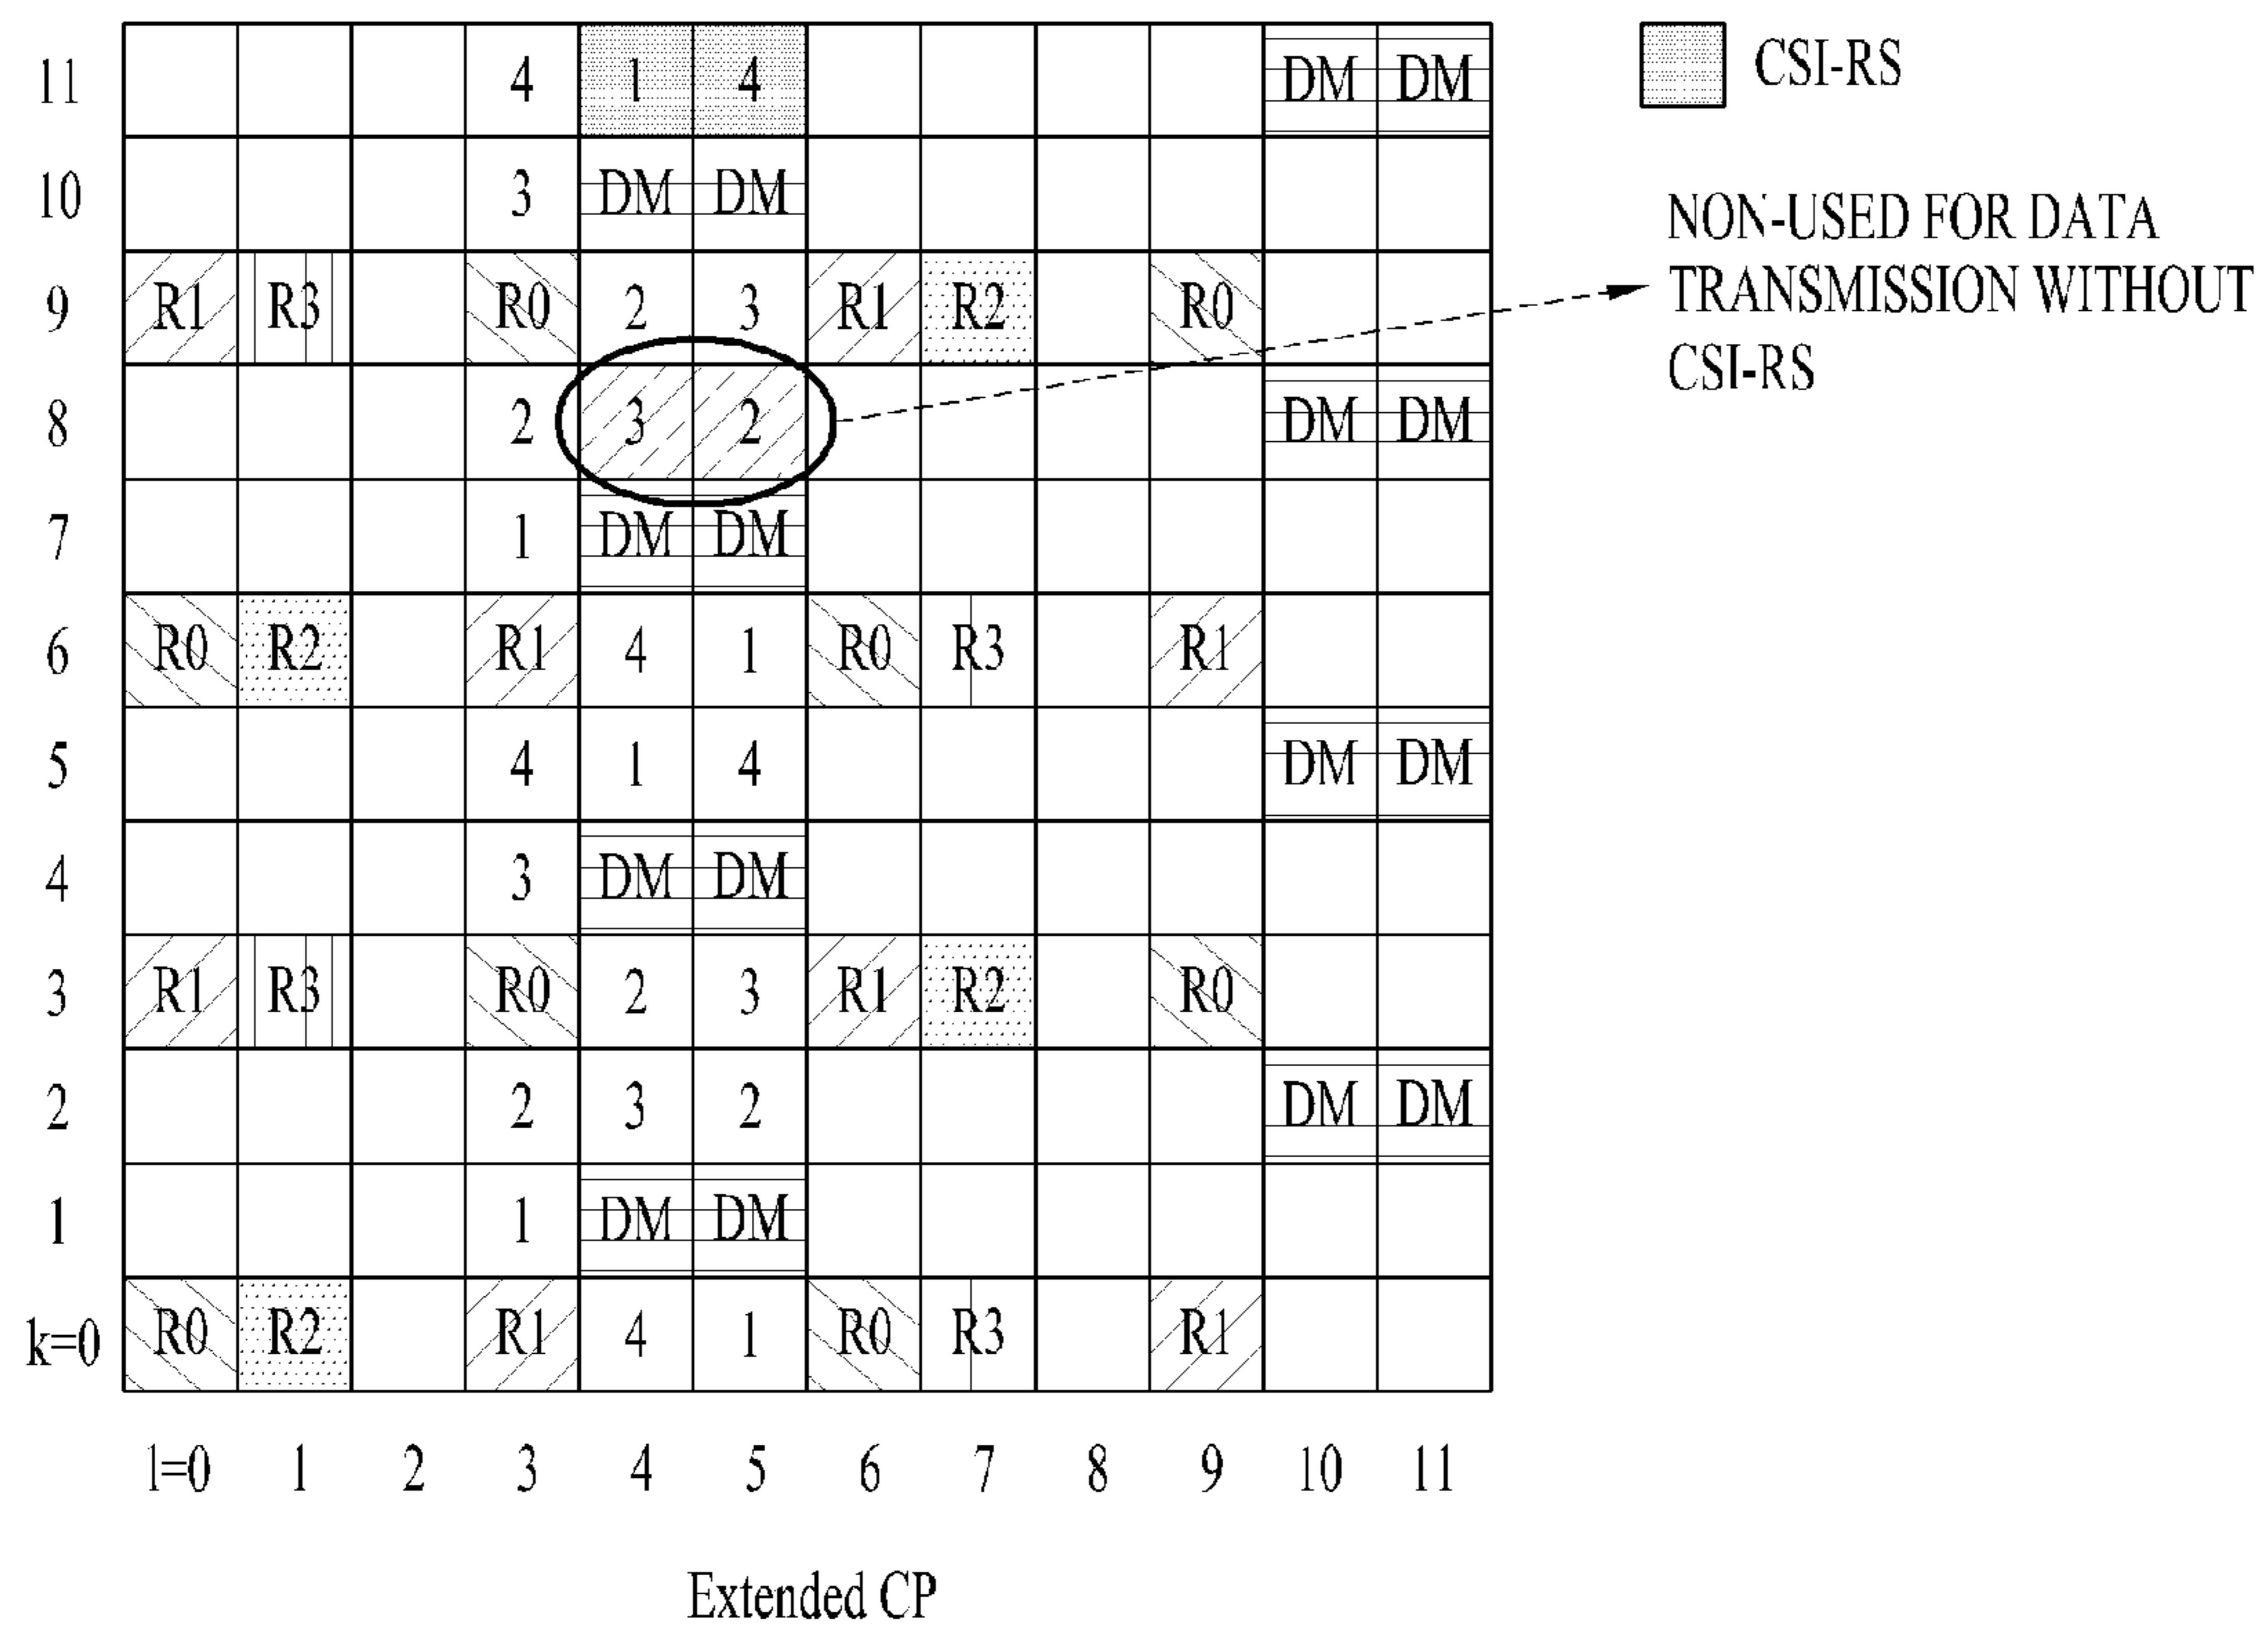 11 4 1 4 DM DM CSI-RS
10 3 DM DM
NON-USED FOR DATA
TRANSMISSION WITHOUT
CSI-RS
9 R1 R3 R0 2 3 R1 R2 R0
8 2 3 2 DM DM
7 1 DM DM
6 R0 R2 R1 4 1 R0 R3 R1
5 4 1 4 DM DM
4 3 DM DM
3 R1 R3 R0 2 3 R1 R2 R0
2 2 3 2 DM DM
1 1 DM DM
k=0 R0 R2 R1 4 1 R0 R3 R1
l=0 1 2 3 4 5 6 7 8 9 10 11
Extended CP